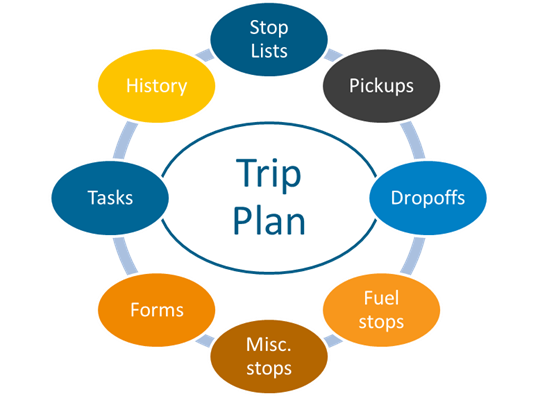 Stop
Lists
Pickups
Dropoffs
Fuel
stops
Misc.
stops
Forms
Tasks
History
Trip
Plan